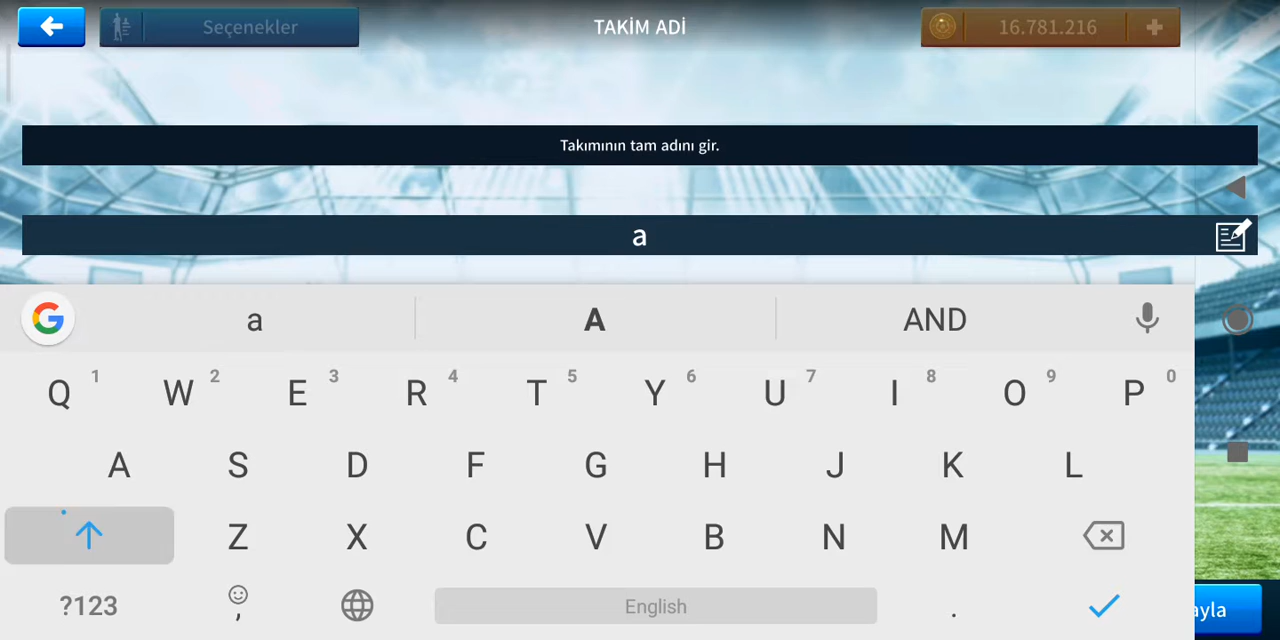 Seçenekler
TAKİM ADİ
16.781.216
Takımının tam adını gir.
a
a
A
AND
Q 1 W 2 E 3 R 4 T 5 Y 6 U 7 I 8 O 9 P 0
A S D F G H J K L
Z X C V B N M
?123 , English .
ayla